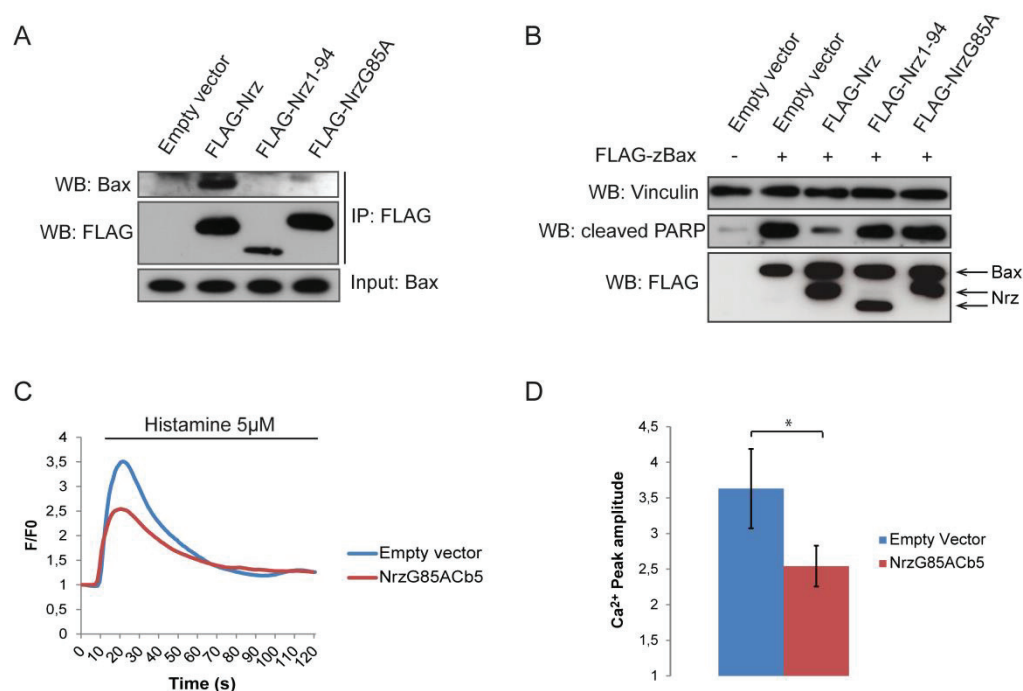 A
Empty vector
FLAG-Nrz
FLAG-Nrz1-94
FLAG-NrzG85A
WB: Bax
WB: FLAG
IP: FLAG
Input: Bax
B
Empty vector
Empty vector
FLAG-Nrz
FLAG-Nrz1-94
FLAG-NrzG85A
FLAG-zBax - + + + +
WB: Vinculin
WB: cleaved PARP
WB: FLAG
Bax
Nrz
C
Histamine 5µM
4
3,5
3
2,5
2
1,5
1
0,5
0
F/F0
0 10 20 30 40 50 60 70 80 90 100 110 120
Time (s)
Empty vector
NrzG85ACb5
D
*
4,5
4
3,5
3
2,5
2
1,5
1
Ca²⁺ Peak amplitude
Empty Vector
NrzG85ACb5